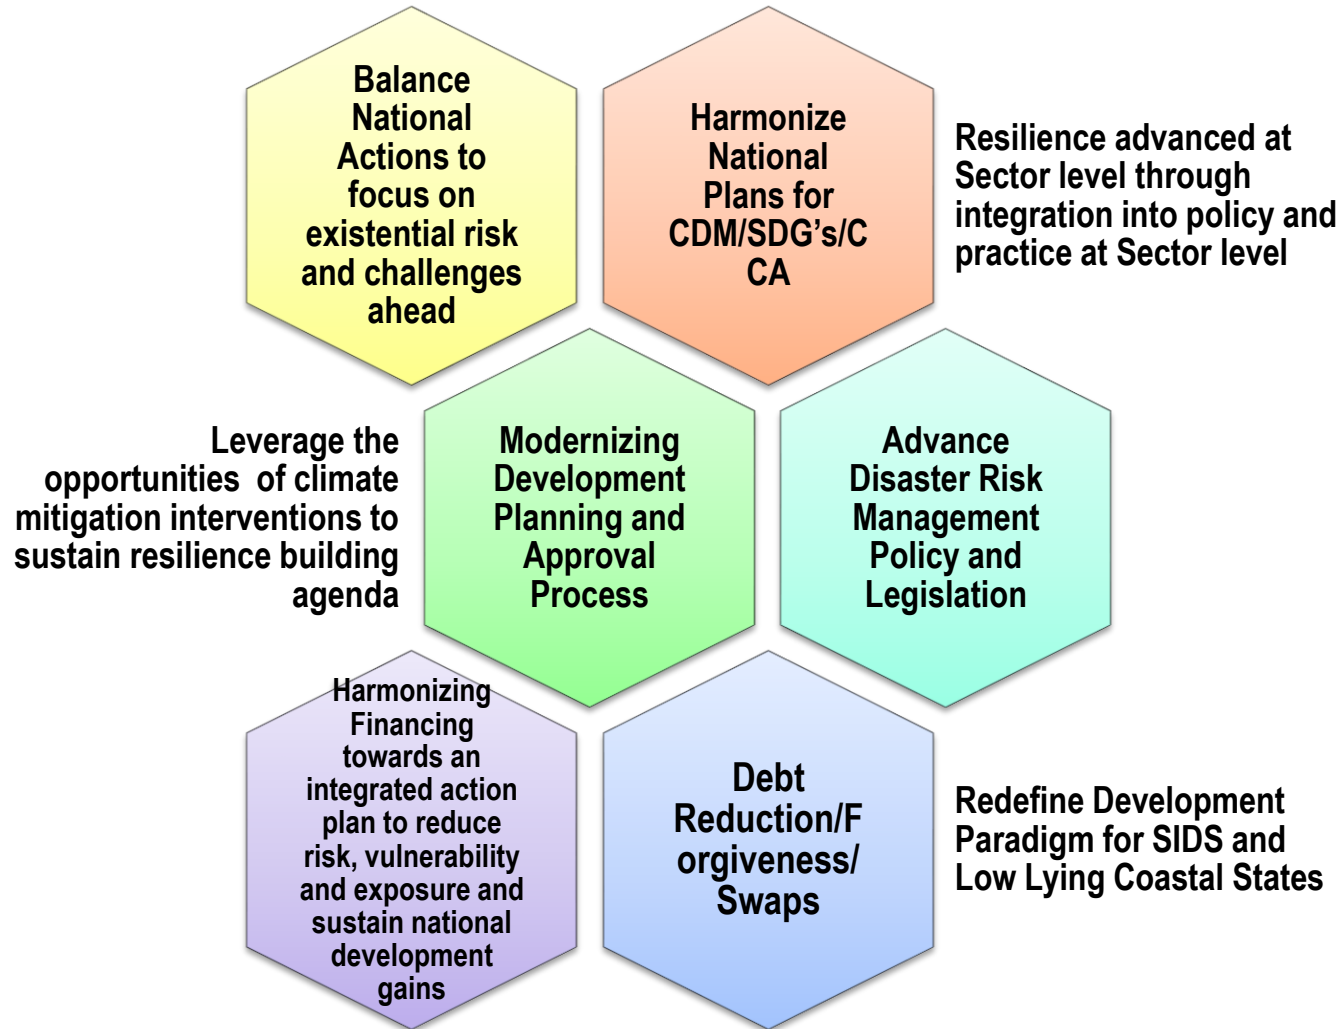 Balance
National
Actions to
focus on
existential risk
and challenges
ahead
Harmonize
National
Plans for
CDM/SDG's/C
CA
Resilience advanced at
Sector level through
integration into policy and
practice at Sector level
Leverage the
opportunities of climate
mitigation interventions to
sustain resilience building
agenda
Modernizing
Development
Planning and
Approval
Process
Advance
Disaster Risk
Management
Policy and
Legislation
Harmonizing
Financing
towards an
integrated action
plan to reduce
risk, vulnerability
and exposure and
sustain national
development
gains
Debt
Reduction/F
orgiveness/
Swaps
Redefine Development
Paradigm for SIDS and
Low Lying Coastal States